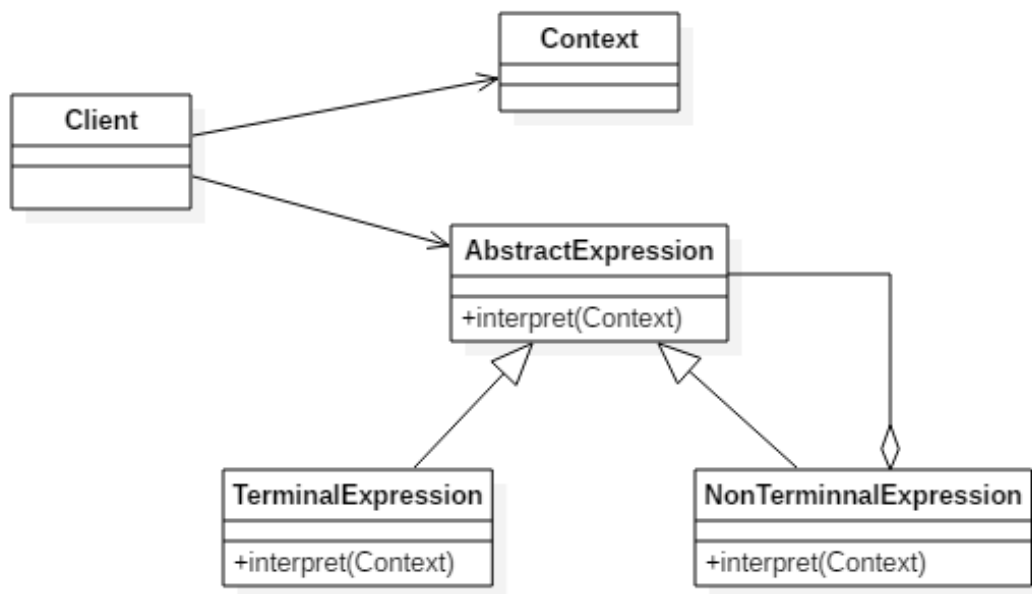 Context
Client
AbstractExpression
+interpret(Context)
TerminalExpression
+interpret(Context)
NonTerminnalExpression
+interpret(Context)